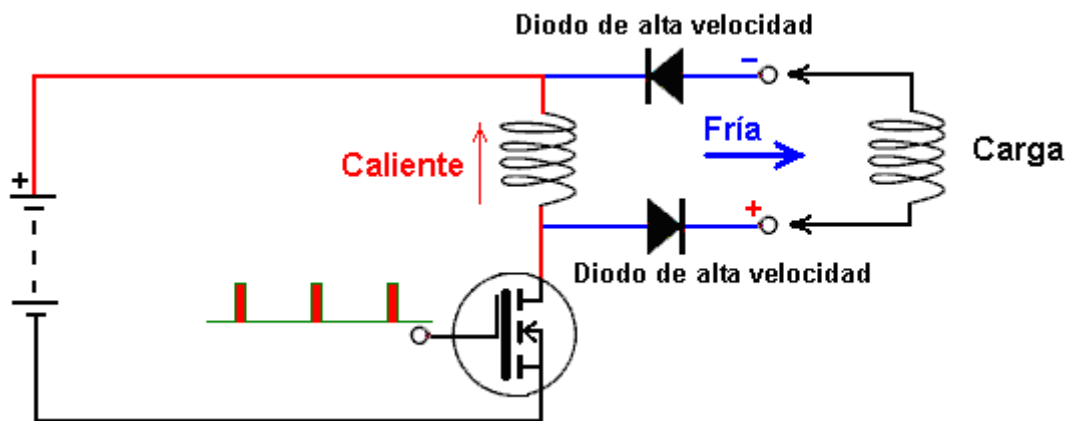 Diodo de alta velocidad
−
+
Fría
Caliente
Carga
+
Diodo de alta velocidad